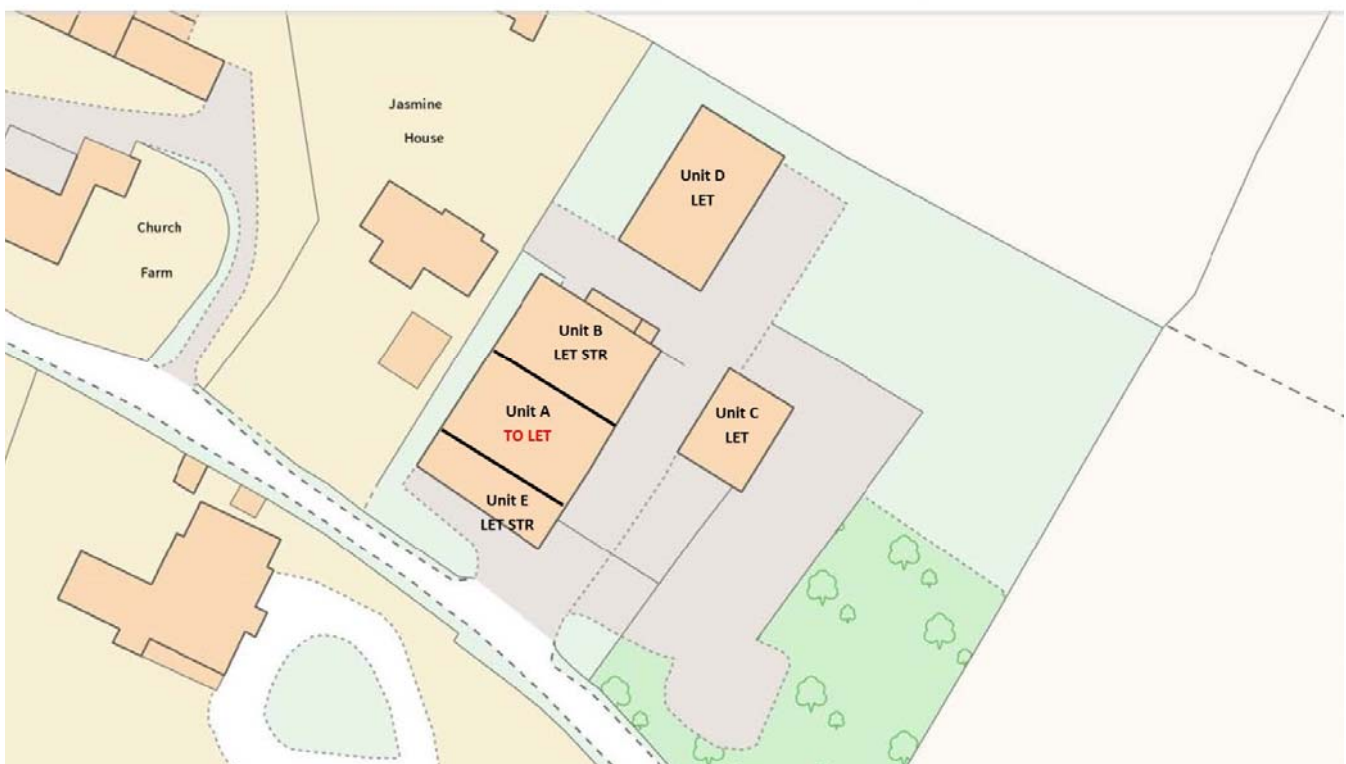 Jasmine
House
Unit D
LET
Church
Farm
Unit B
LET STR
Unit A
TO LET
Unit C
LET
Unit E
LET STR